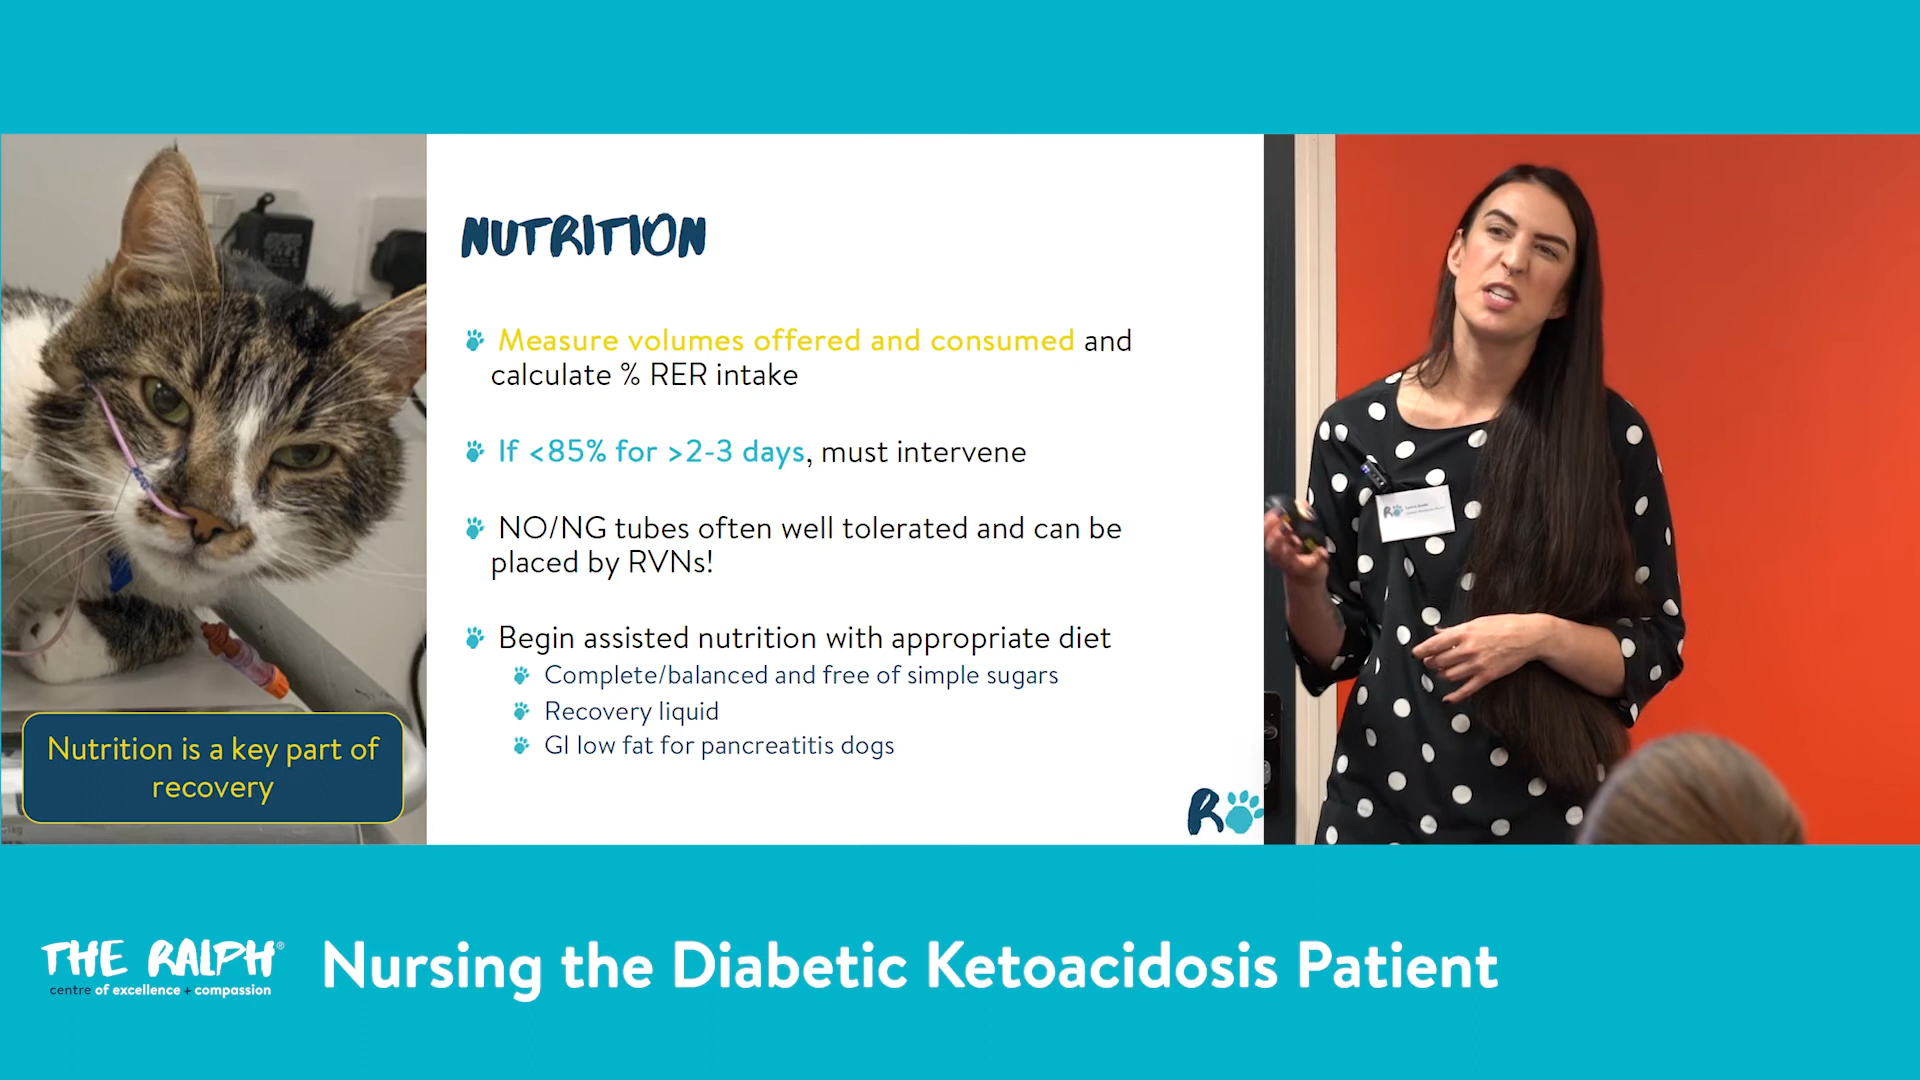 NUTRITION
Measure volumes offered and consumed and
calculate % RER intake
If <85% for >2-3 days, must intervene
NO/NG tubes often well tolerated and can be
placed by RVNs!
Begin assisted nutrition with appropriate diet
Complete/balanced and free of simple sugars
Recovery liquid
GI low fat for pancreatitis dogs
Nutrition is a key part of
recovery
R
R
THE RALPH®
centre of excellence + compassion
Nursing the Diabetic Ketoacidosis Patient